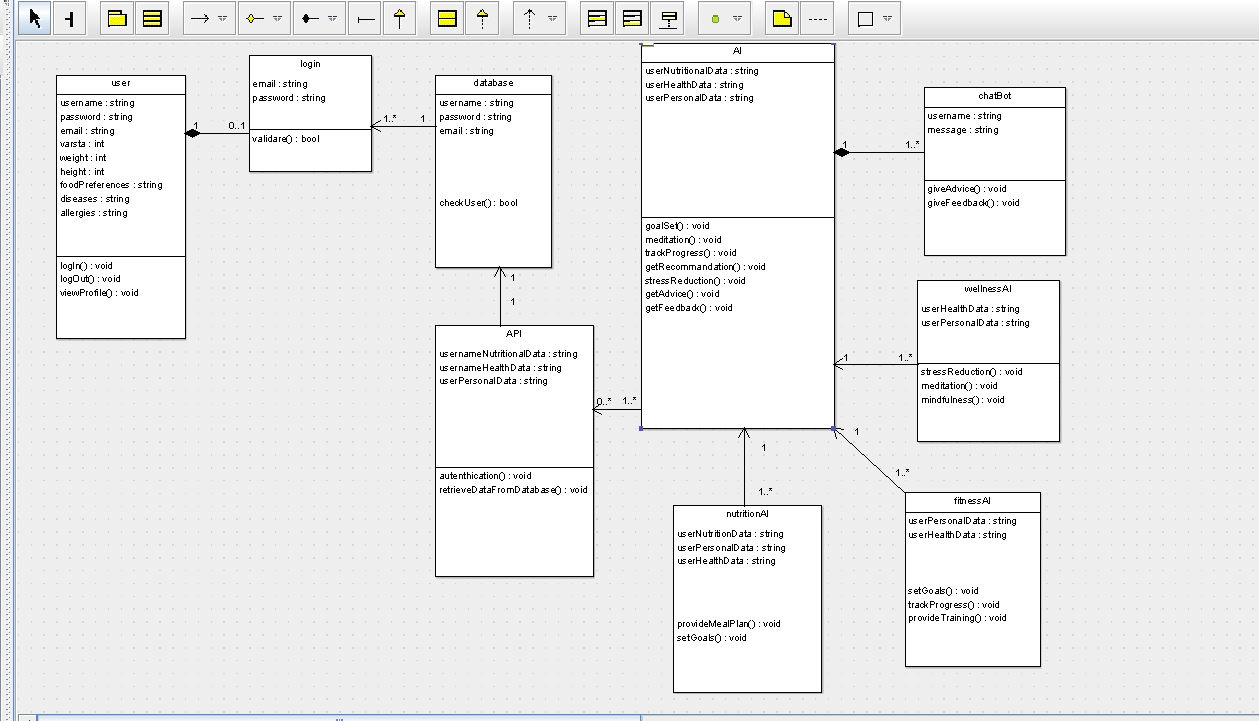 user
username : string
password : string
email : string
varsta : int
weight : int
height : int
foodPreferences : string
diseases : string
allergies : string
logIn() : void
logOut() : void
viewProfile() : void
1
0..1
login
email : string
password : string
validare() : bool
1..*
1
database
username : string
password : string
email : string
checkUser() : bool
1
1
API
usernameNutritionalData : string
usernameHealthData : string
userPersonalData : string
autenthication() : void
retrieveDataFromDatabase() : void
0..*
1..*
AI
userNutritionalData : string
userHealthData : string
userPersonalData : string
goalSet() : void
meditation() : void
trackProgress() : void
getRecommandation() : void
stressReduction() : void
getAdvice() : void
getFeedback() : void
1
1..*
chatBot
username : string
message : string
giveAdvice() : void
giveFeedback() : void
1
1..*
wellnessAI
userHealthData : string
userPersonalData : string
stressReduction() : void
meditation() : void
mindfulness() : void
1
1..*
nutritionAI
userNutritionData : string
userPersonalData : string
userHealthData : string
provideMealPlan() : void
setGoals() : void
1
1..*
fitnessAI
userPersonalData : string
userHealthData : string
setGoals() : void
trackProgress() : void
provideTraining() : void